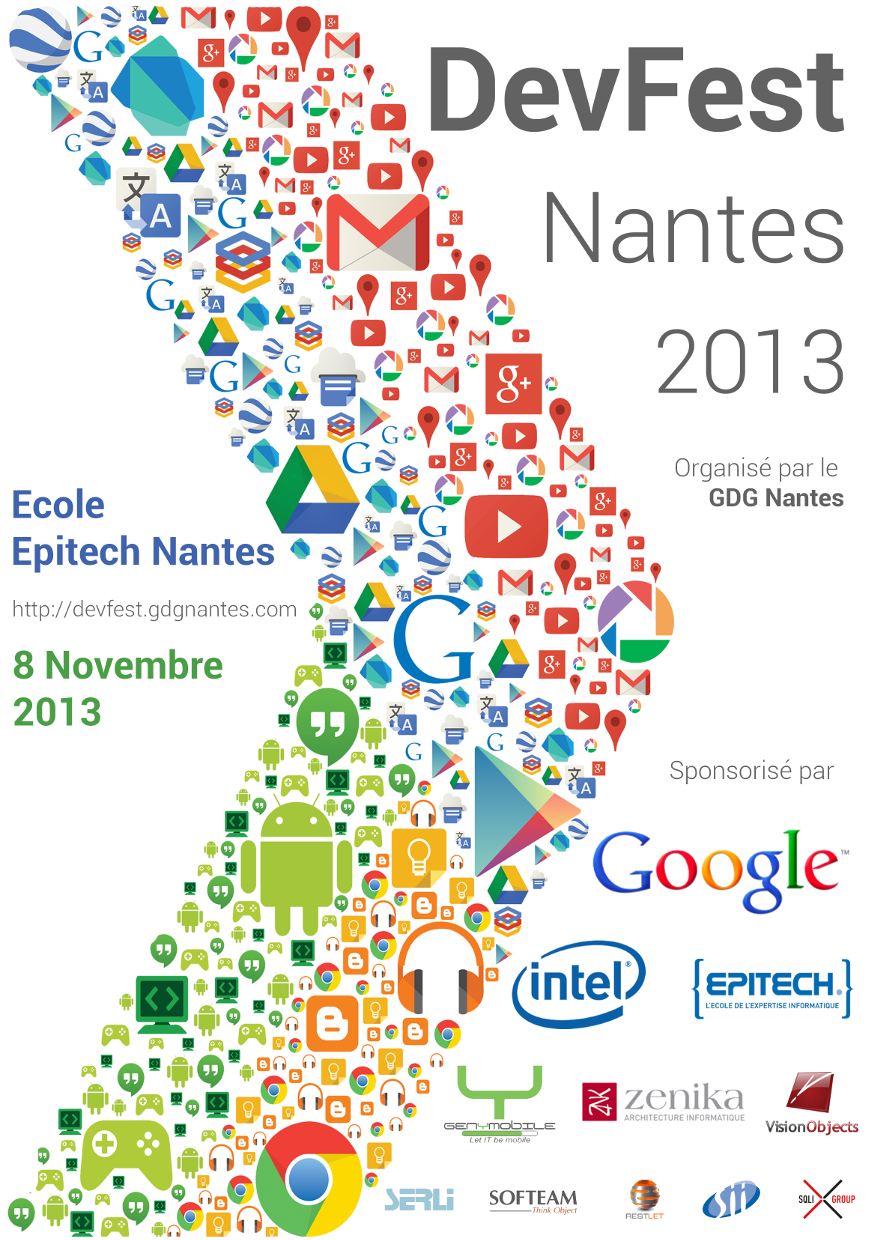 DevFest
Nantes
2013
Organisé par le
GDG Nantes
Ecole
Epitech Nantes
http://devfest.gdgnantes.com
8 Novembre
2013
Sponsorisé par
Google™
intel®
{EPITECH.}
L'ECOLE DE L'EXPERTISE INFORMATIQUE
GENYMOBILE
Let IT be mobile
zenika
ARCHITECTURE INFORMATIQUE
VisionObjects
SERLI
SOFTEAM
Think Object
RESTLET
SQLI GROUP